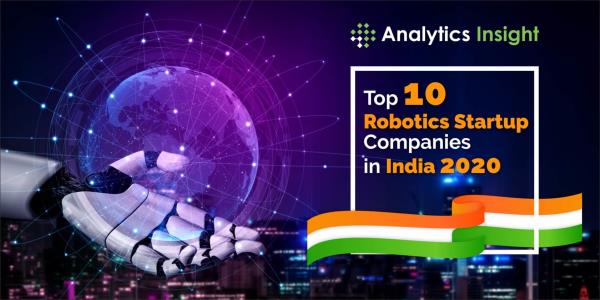 Analytics Insight
Top 10
Robotics Startup
Companies
in India 2020